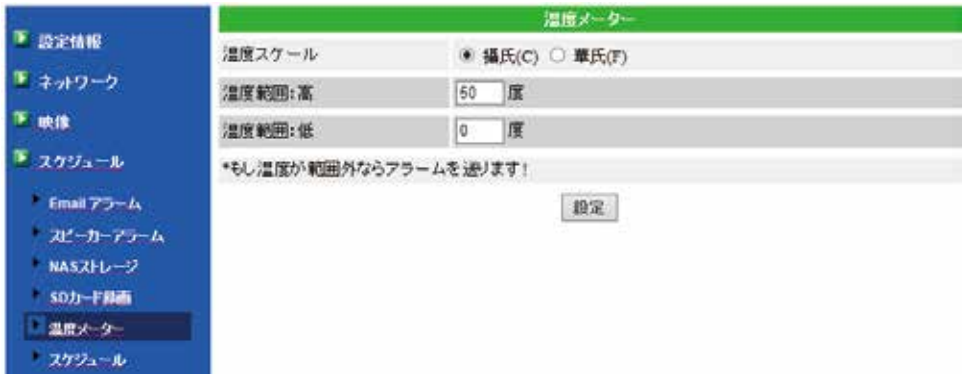 設定情報
ネットワーク
映像
スケジュール
Email アラーム
スピーカーアラーム
NASストレージ
SDカード録画
温度メーター
スケジュール
温度メーター
温度スケール 攝氏(C) 華氏(F)
温度範囲:高 50 度
温度範囲:低 0 度
*もし温度が範囲外ならアラームを送ります!
設定